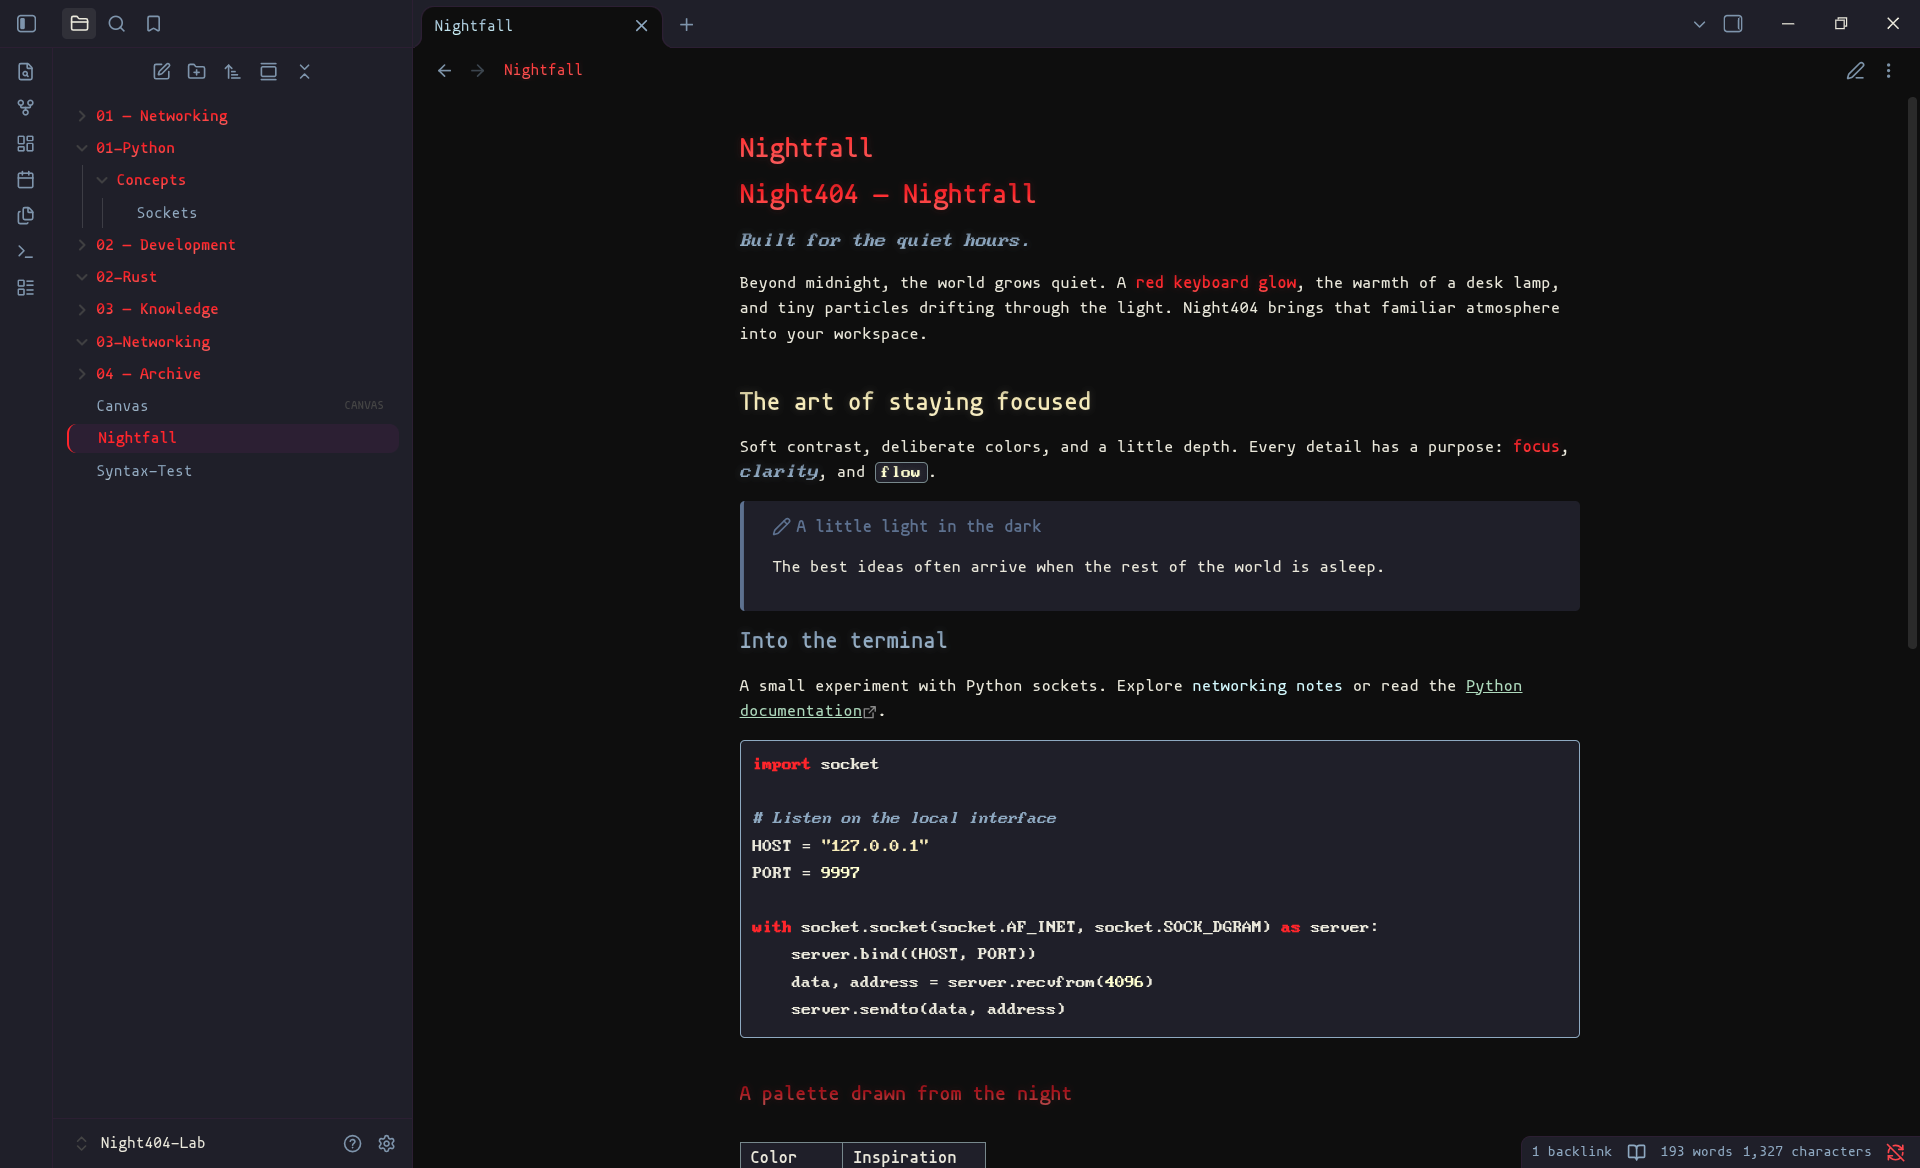 Nightfall
Nightfall
01 — Networking
01-Python
Concepts
Sockets
02 — Development
02-Rust
03 — Knowledge
03-Networking
04 — Archive
Canvas
CANVAS
Nightfall
Syntax-Test
Night404-Lab
Nightfall
Night404 — Nightfall
Built for the quiet hours.
Beyond midnight, the world grows quiet. A red keyboard glow, the warmth of a desk lamp,
and tiny particles drifting through the light. Night404 brings that familiar atmosphere
into your workspace.
The art of staying focused
Soft contrast, deliberate colors, and a little depth. Every detail has a purpose: focus,
clarity, and flow.
A little light in the dark
The best ideas often arrive when the rest of the world is asleep.
Into the terminal
A small experiment with Python sockets. Explore networking notes or read the Python
documentation.
import socket
# Listen on the local interface
HOST = "127.0.0.1"
PORT = 9997
with socket.socket(socket.AF_INET, socket.SOCK_DGRAM) as server:
    server.bind((HOST, PORT))
    data, address = server.recvfrom(4096)
    server.sendto(data, address)
A palette drawn from the night
Color Inspiration
1 backlink 193 words 1,327 characters